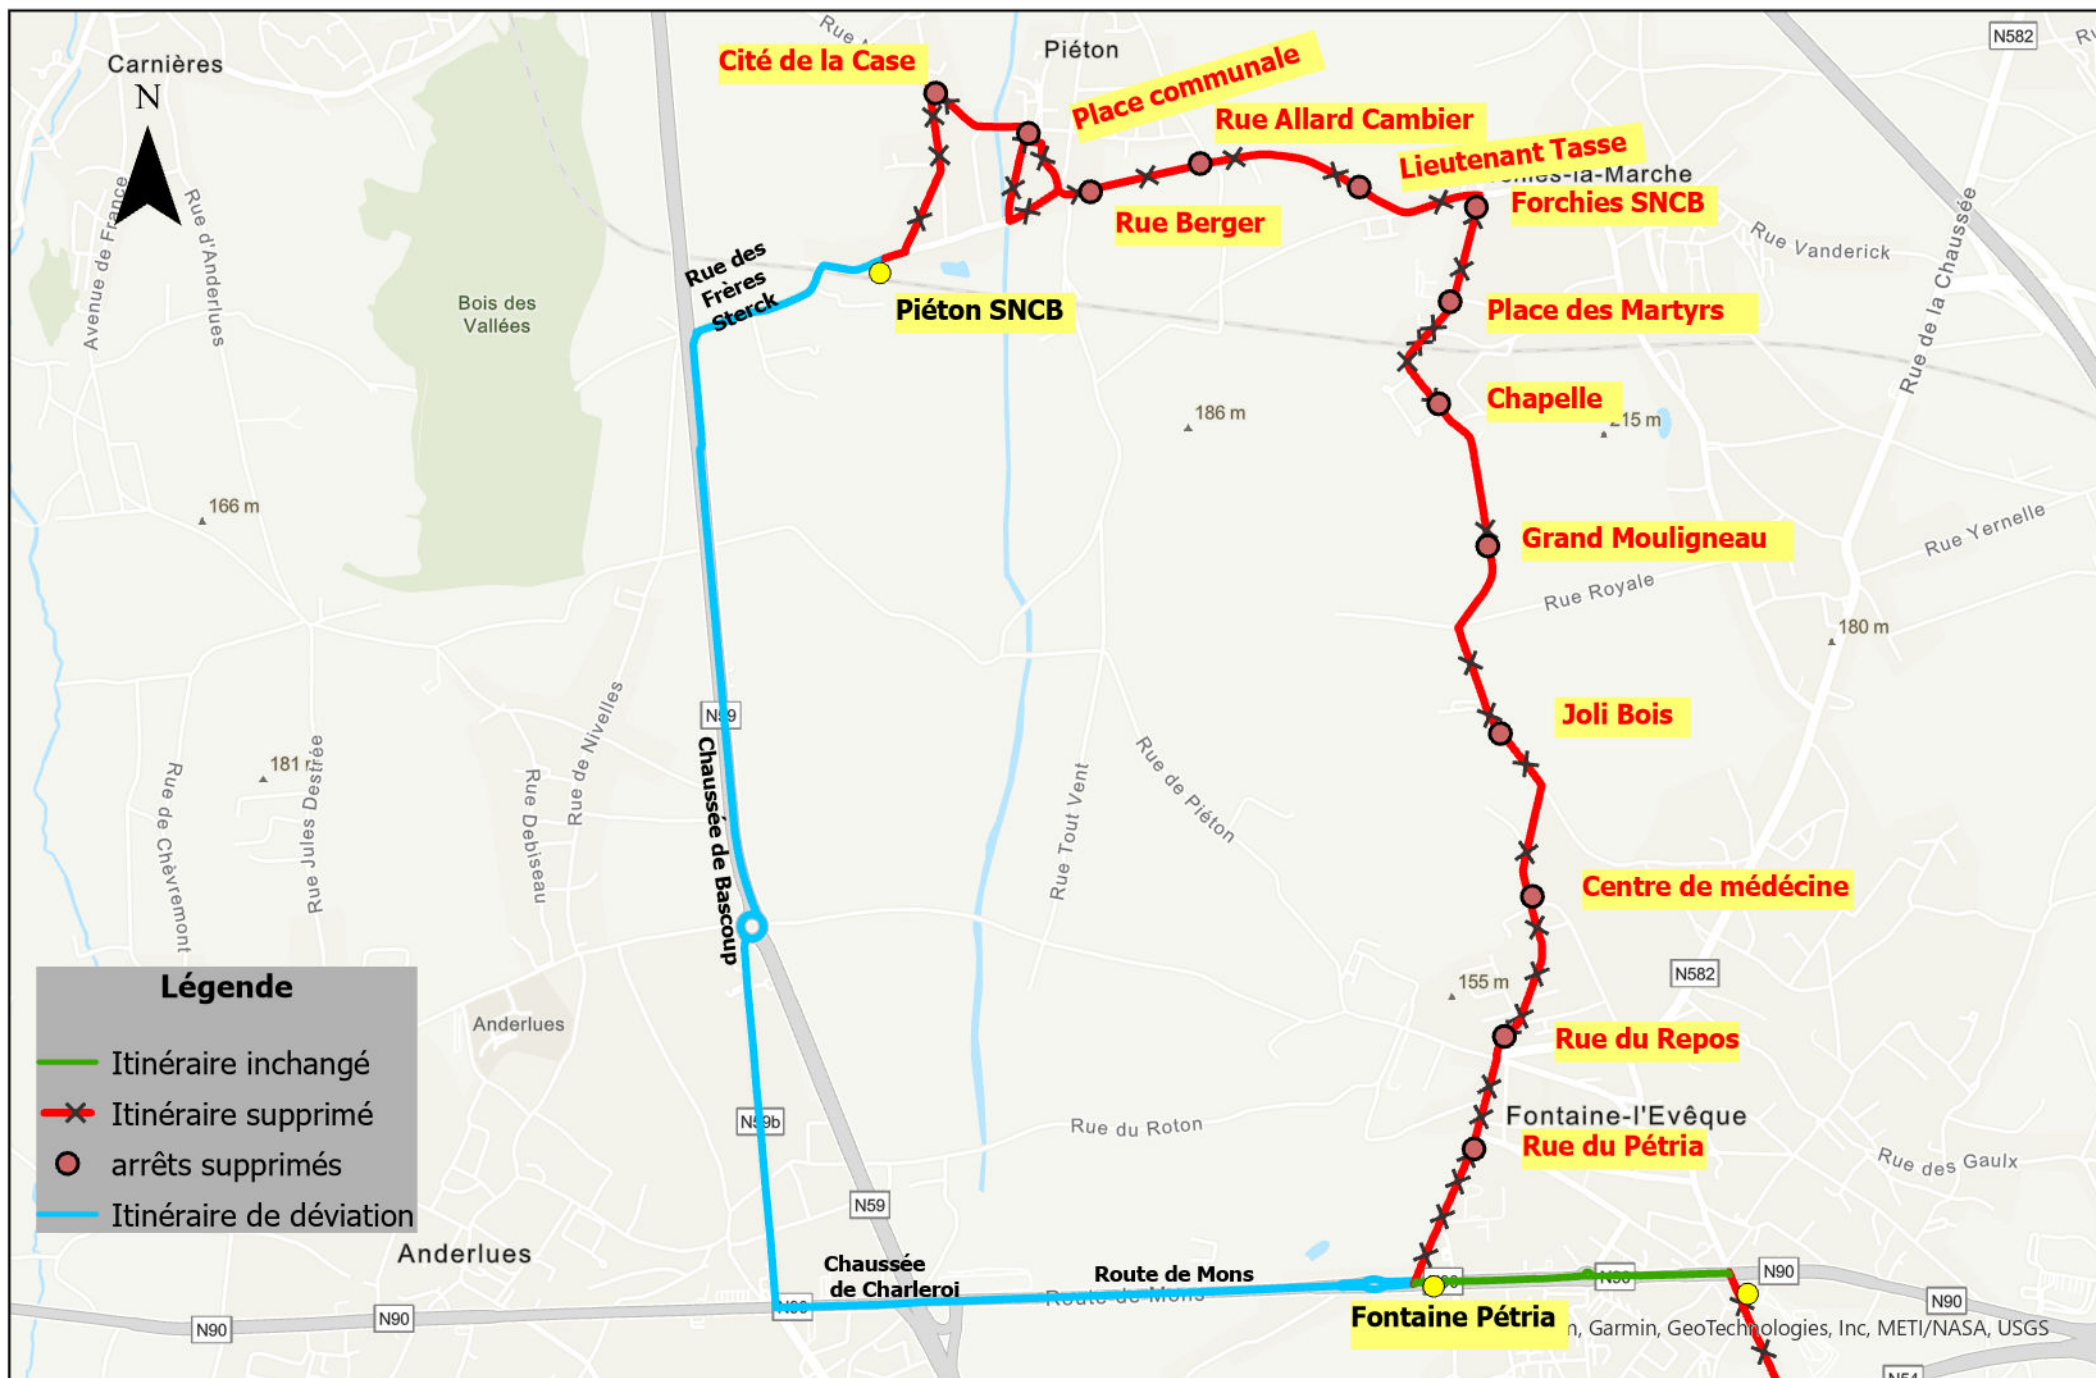 Carnières
N
Cité de la Case
Piéton
Place communale
Rue Allard Cambier
Lieutenant Tasse
N582
Forchies SNCB
Rue Berger
Rue Vanderick
Rue de la Chaussée
Avenue de France
Rue d'Anderlues
Bois des
Vallées
Rue des
Frères
Sterck
Piéton SNCB
Place des Martyrs
Chapelle
186 m
215 m
166 m
Grand Mouligneau
Rue Yernelle
Rue Royale
180 m
Joli Bois
N59
Chaussée de Bascoup
Rue de Nivelles
Rue Debiseau
Rue Jules Destrée
Rue de Chèvremont
181 m
Rue Tout Vent
Rue de Piéton
Centre de médécine
N582
155 m
Rue du Repos
Anderlues
Légende
Itinéraire inchangé
Itinéraire supprimé
arrêts supprimés
Itinéraire de déviation
N59b
Rue du Roton
Fontaine-l'Evêque
Rue du Pétria
Rue des Gaulx
N59
Anderlues
Chaussée
de Charleroi
Route de Mons
Route de Mons
N90
N90
N90
N90
N90
N90
Fontaine Pétria
Garmin, GeoTechnologies, Inc, METI/NASA, USGS
N54